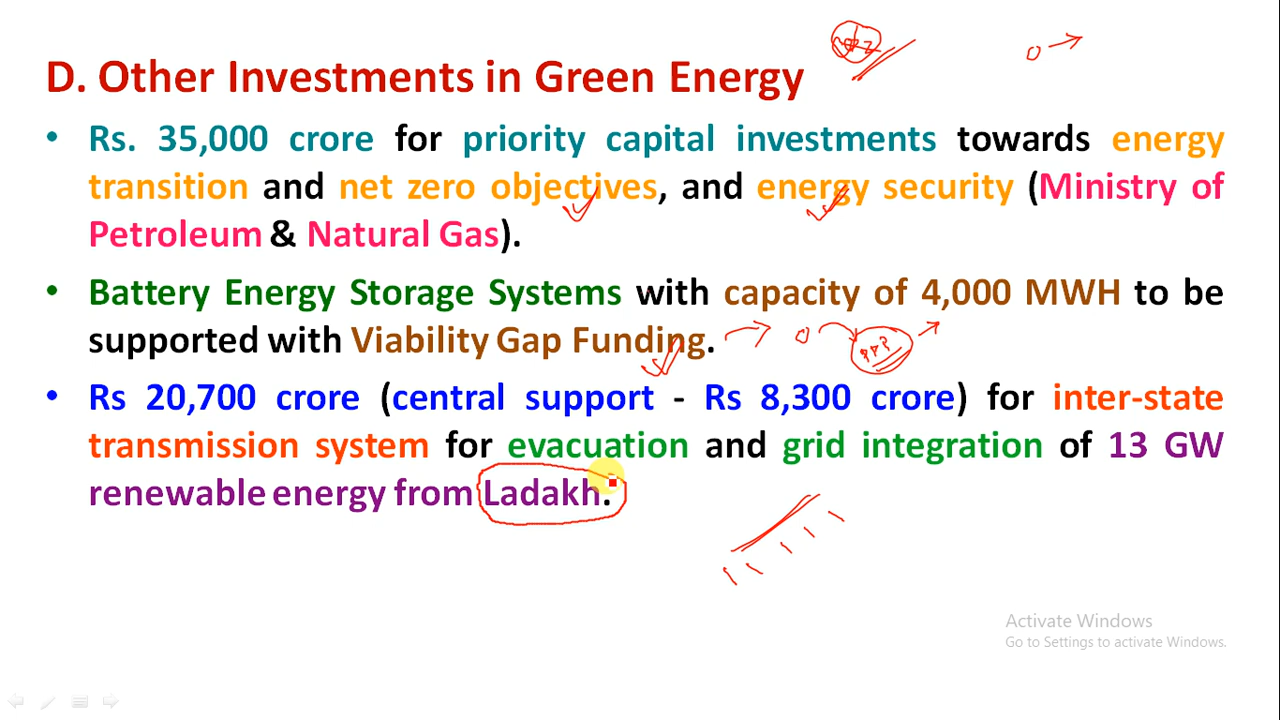 D. Other Investments in Green Energy
• Rs. 35,000 crore for priority capital investments towards energy
transition and net zero objectives, and energy security (Ministry of
Petroleum & Natural Gas).
• Battery Energy Storage Systems with capacity of 4,000 MWH to be
supported with Viability Gap Funding.
PPP
• Rs 20,700 crore (central support - Rs 8,300 crore) for inter-state
transmission system for evacuation and grid integration of 13 GW
renewable energy from Ladakh.
Activate Windows
Go to Settings to activate Windows.